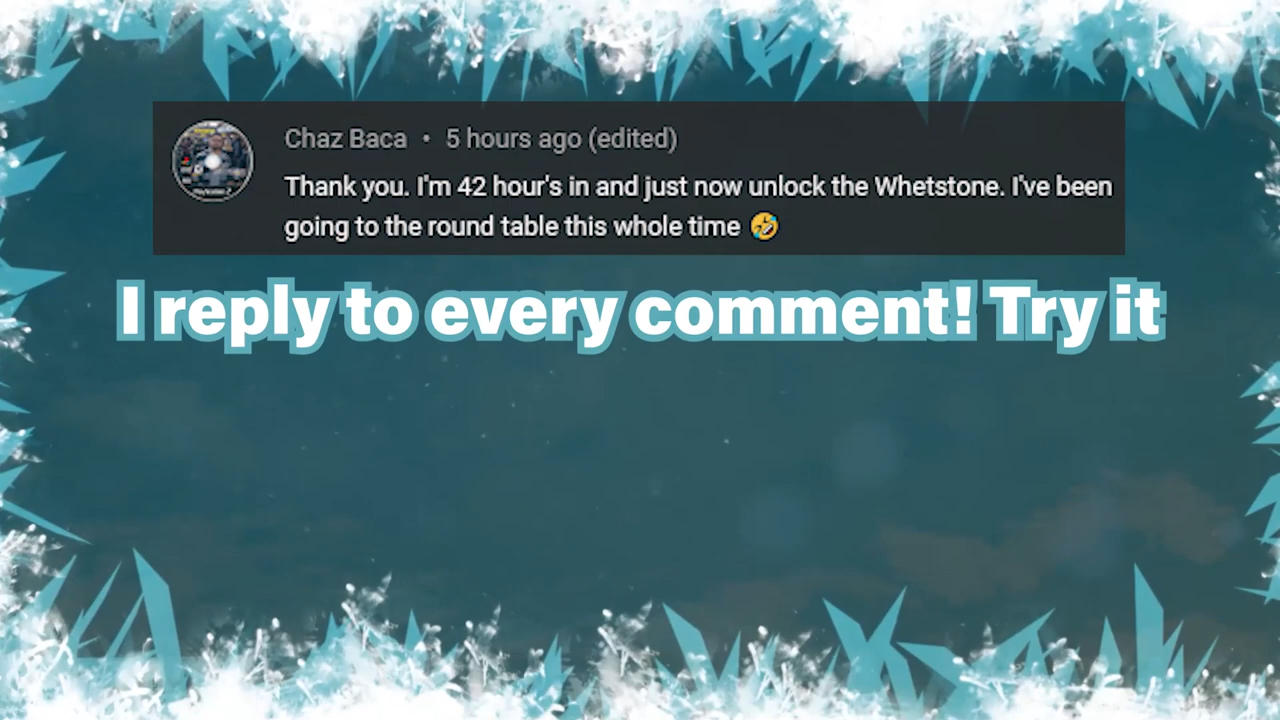 Chaz Baca • 5 hours ago (edited)
Thank you. I'm 42 hour's in and just now unlock the Whetstone. I've been
going to the round table this whole time 🤣
I reply to every comment! Try it